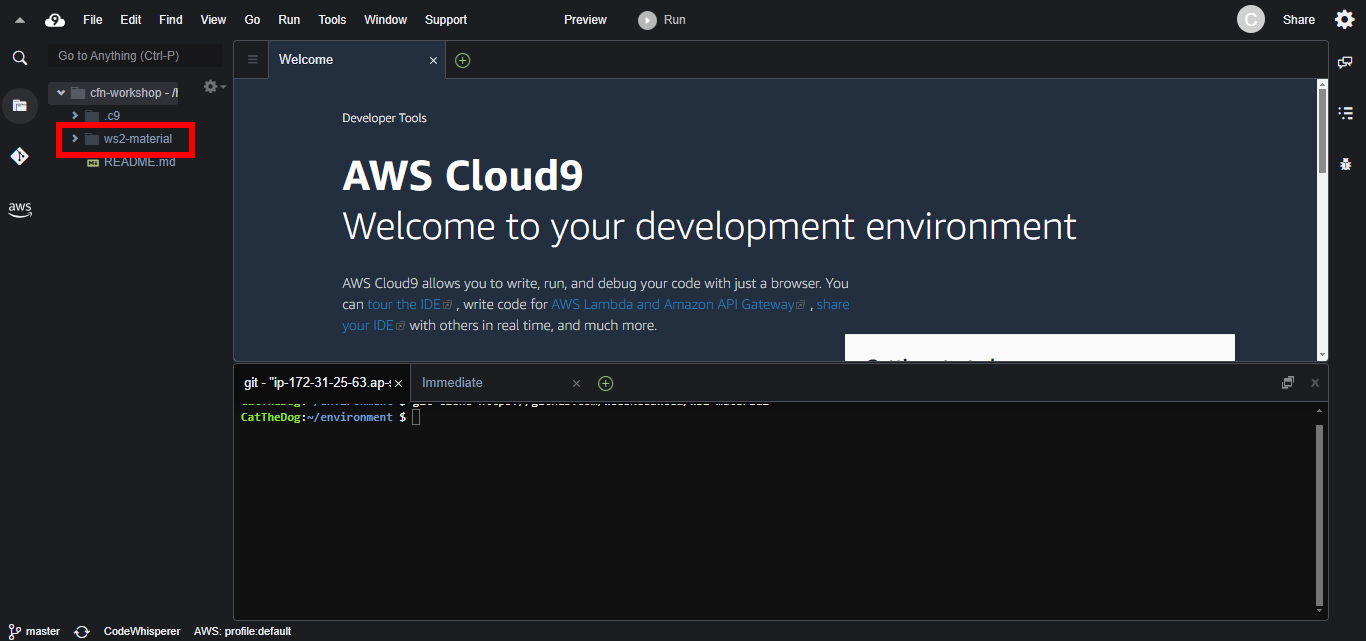 File Edit Find View Go Run Tools Window Support Preview Run C Share
Go to Anything (Ctrl-P)
Welcome
cfn-workshop - /
.c9
ws2-material
README.md
aws
Developer Tools
AWS Cloud9
Welcome to your development environment
AWS Cloud9 allows you to write, run, and debug your code with just a browser. You
can tour the IDE , write code for AWS Lambda and Amazon API Gateway , share
your IDE with others in real time, and much more.
git - "ip-172-31-25-63.ap-s
Immediate
CatTheDog:~/environment $
master CodeWhisperer AWS: profile:default